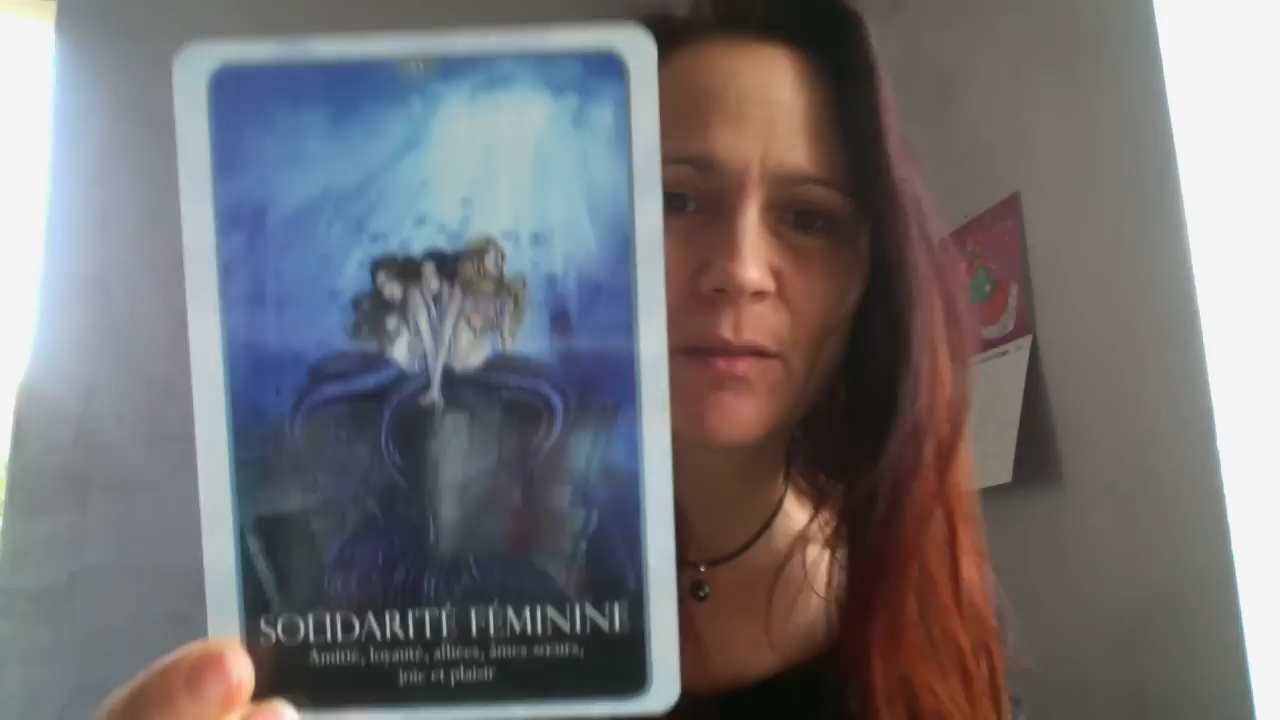 SOLIDARITÉ FÉMININE
Amitié, loyauté, alliées, âmes sœurs,
joie et plaisir